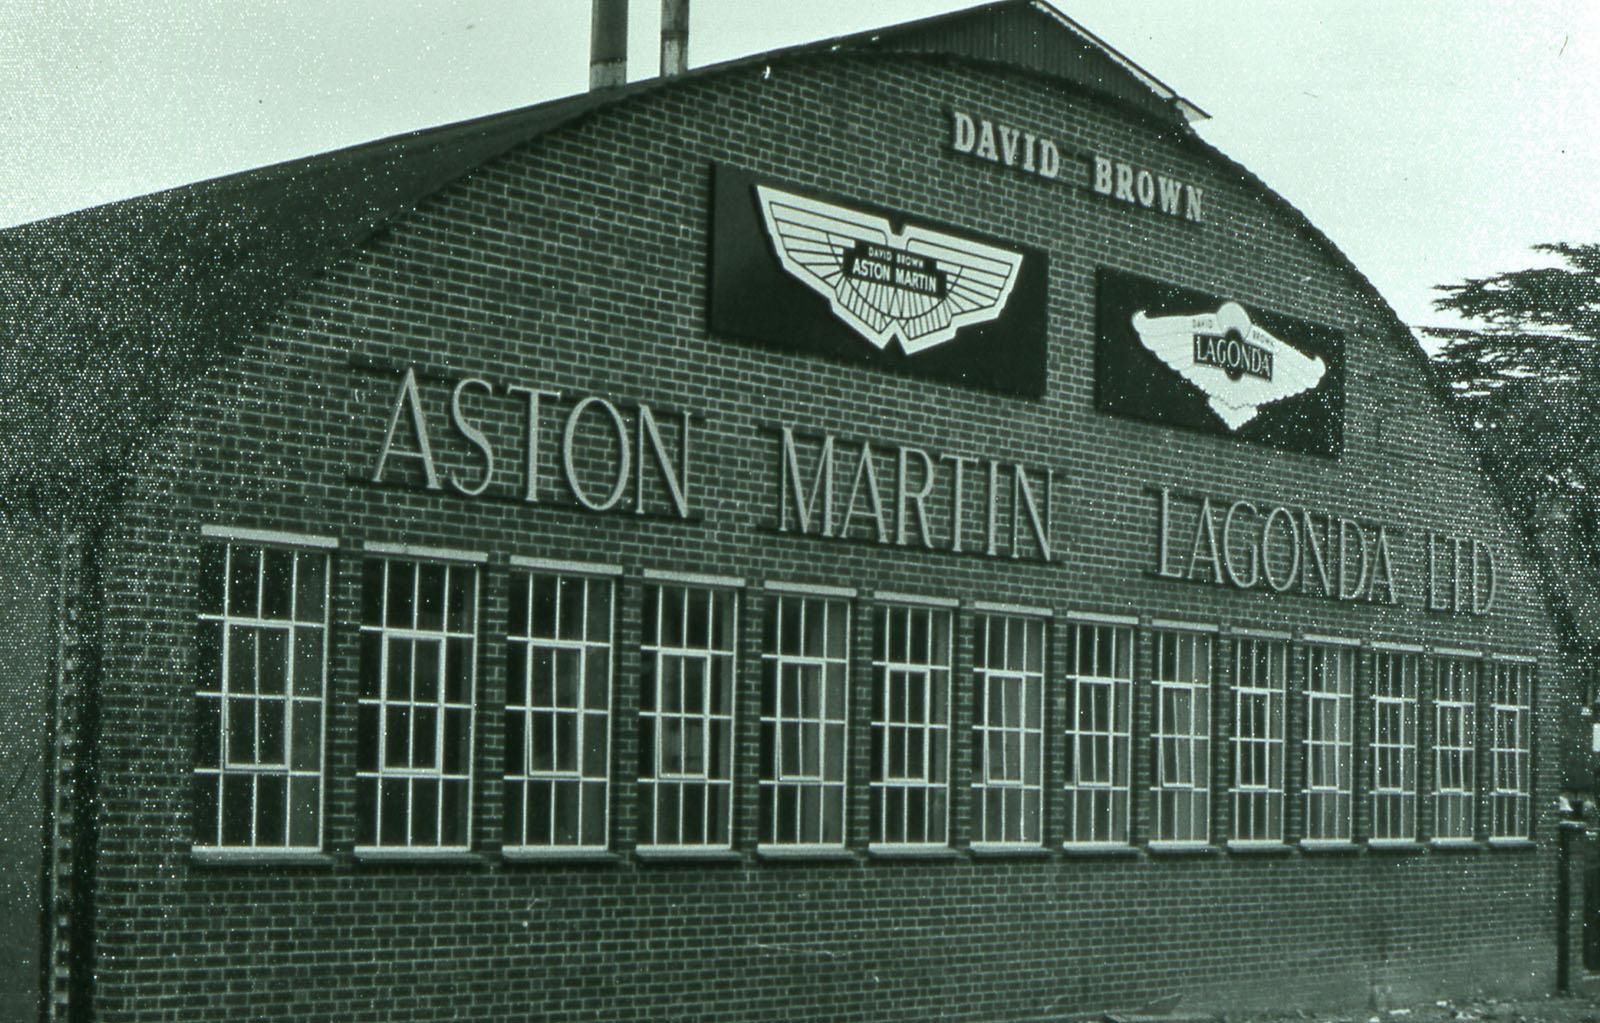 DAVID BROWN
DAVID BROWN
ASTON MARTIN
DAVID BROWN
LAGONDA
ASTON MARTIN LAGONDA LTD